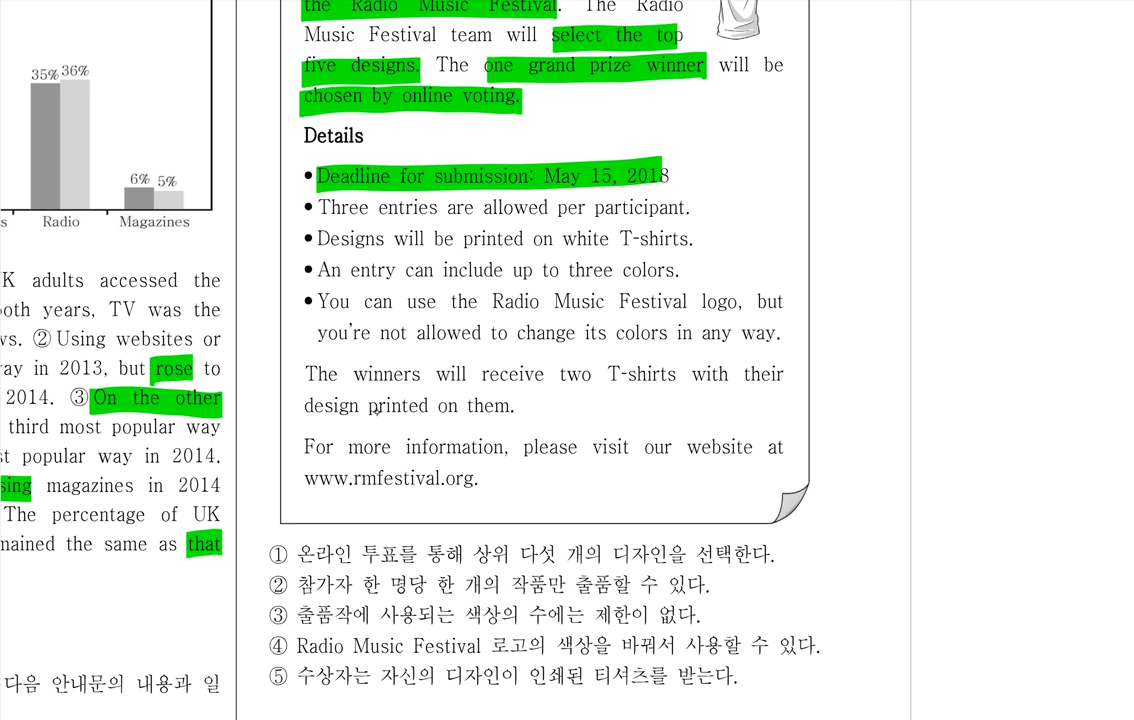 35% 36%
6% 5%
s Radio Magazines
K adults accessed the
oth years, TV was the
vs. ② Using websites or
ay in 2013, but rose to
2014. ③ On the other
third most popular way
st popular way in 2014.
sing magazines in 2014
The percentage of UK
mained the same as that
다음 안내문의 내용과 일
the Radio Music Festival. The Radio
Music Festival team will select the top
five designs. The one grand prize winner will be
chosen by online voting.
Details
• Deadline for submission: May 15, 2018
• Three entries are allowed per participant.
• Designs will be printed on white T-shirts.
• An entry can include up to three colors.
• You can use the Radio Music Festival logo, but
you're not allowed to change its colors in any way.
The winners will receive two T-shirts with their
design printed on them.
For more information, please visit our website at
www.rmfestival.org.
① 온라인 투표를 통해 상위 다섯 개의 디자인을 선택한다.
② 참가자 한 명당 한 개의 작품만 출품할 수 있다.
③ 출품작에 사용되는 색상의 수에는 제한이 없다.
④ Radio Music Festival 로고의 색상을 바꿔서 사용할 수 있다.
⑤ 수상자는 자신의 디자인이 인쇄된 티셔츠를 받는다.